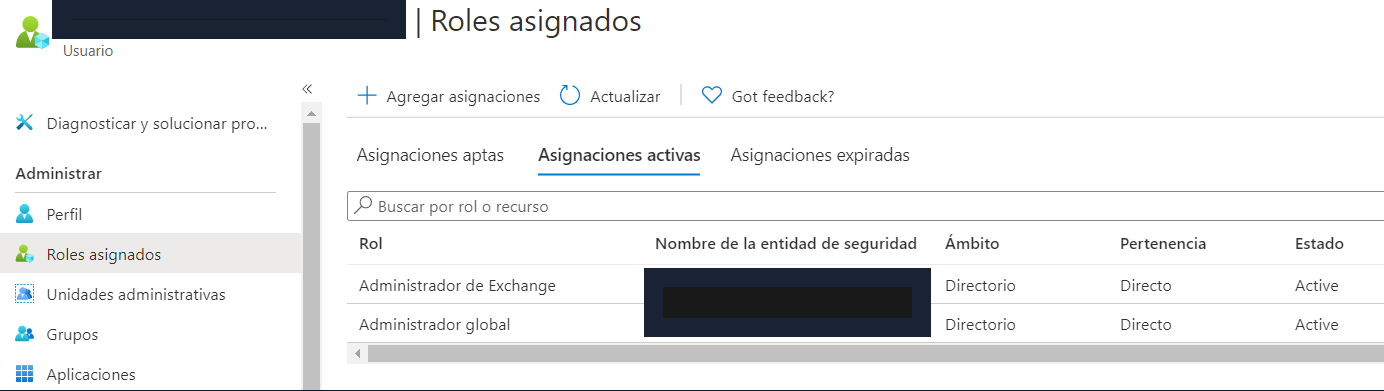 | Roles asignados
Usuario
«
Agregar asignaciones Actualizar Got feedback?
Diagnosticar y solucionar pro...
Asignaciones aptas Asignaciones activas Asignaciones expiradas
Administrar
Buscar por rol o recurso
Perfil
Rol Nombre de la entidad de seguridad Ámbito Pertenencia Estado
Roles asignados
Administrador de Exchange Directorio Directo Active
Unidades administrativas
Administrador global Directorio Directo Active
Grupos
Aplicaciones